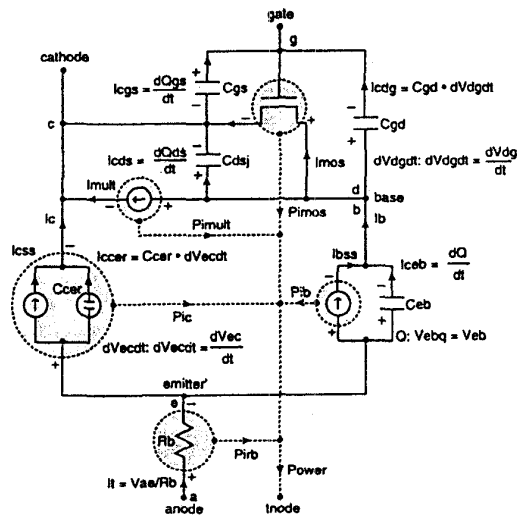 gate
g
cathode
Icgs = dQgs/dt
+
Cgs
−
Icdg = Cgd • dVdgdt
−
Cgd
+
c
−
+
−
Icds = dQds/dt
Cdsj
+
Imos
dVdgdt: dVdgdt = dVdg/dt
Imult
−
+
d
base
b
Ic
Pimult
Pimos
Ib
Icss
−
Iccer = Ccer • dVecdt
Ccer
Ibss
Iceb = dQ/dt
−
−
Pic
Pib
Ceb
+
+
+
dVecdt: dVecdt = dVec/dt
Q: Vebq = Veb
emitter'
e
−
Rb
Pirb
+
Power
It = Vae/Rb
a
anode
tnode